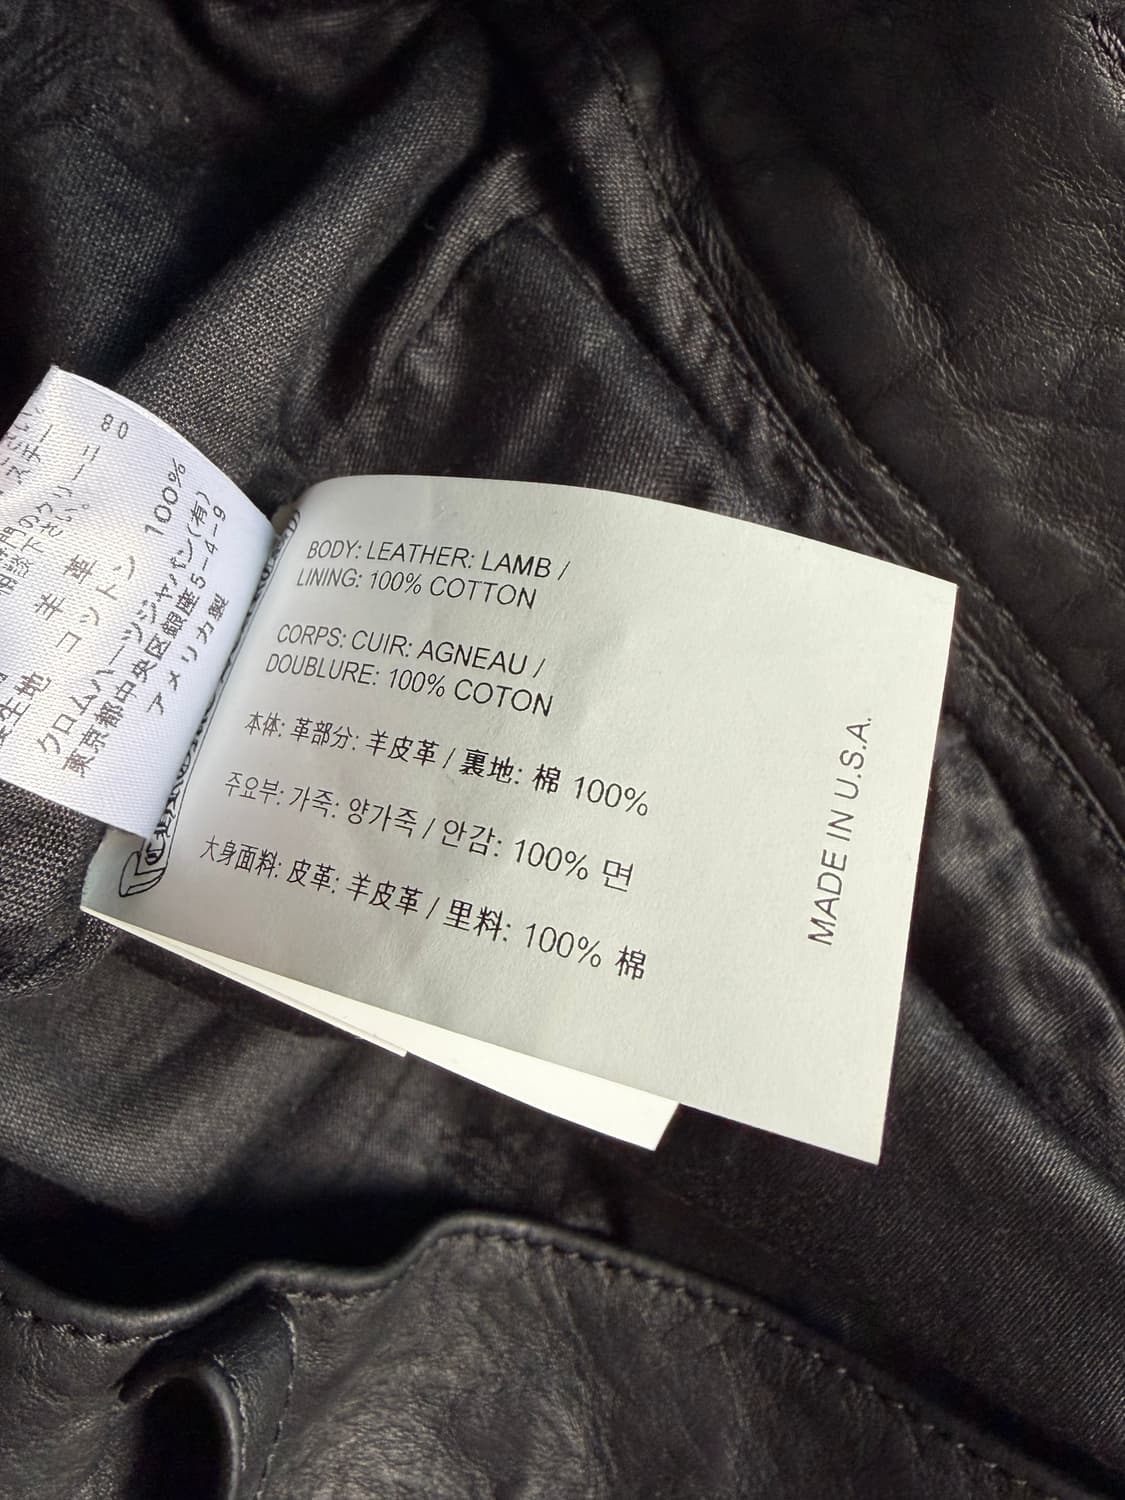 BODY: LEATHER: LAMB /
LINING: 100% COTTON
CORPS: CUIR: AGNEAU /
DOUBLURE: 100% COTON
本体: 革部分: 羊皮革 / 裏地: 棉 100%
주요부: 가죽: 양가죽 / 안감: 100% 면
大身面料: 皮革: 羊皮革 / 里料: 100% 棉
MADE IN U.S.A.
80
羊 革
コットン 100%
クロムハーツジャパン(有)
東京都中央区銀座5-4-9
アメリカ製